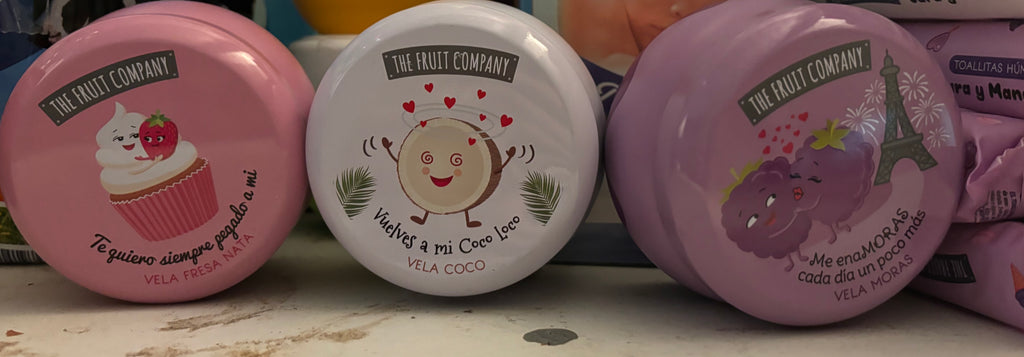 THE FRUIT COMPANY
Te quiero siempre pegado a mi
VELA FRESA NATA
THE FRUIT COMPANY
Vuelves a mi Coco Loco
VELA COCO
THE FRUIT COMPANY
Me enaMORAS
cada día un poco más
VELA MORAS
TOALLITAS